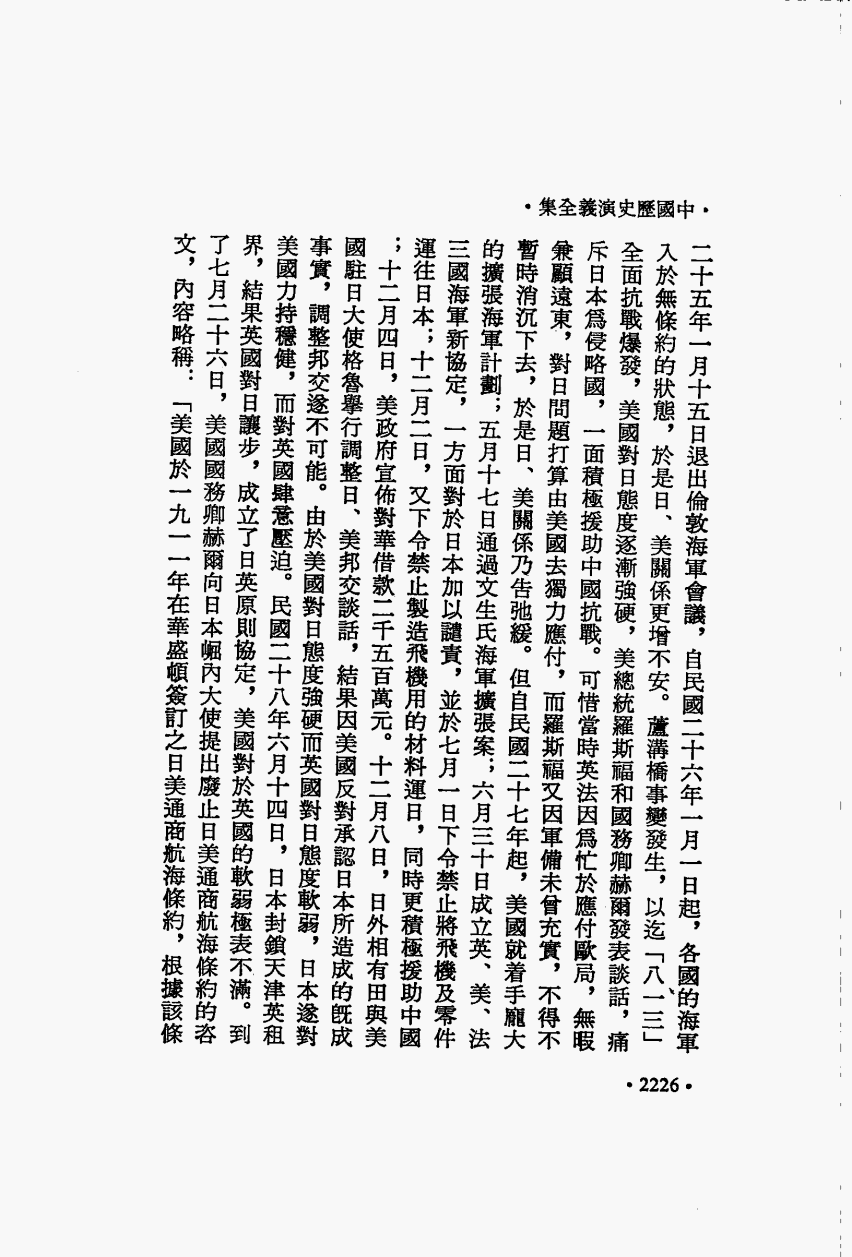 •中國歷史演義全集•
二十五年一月十五日退出倫敦海軍會議，自民國二十六年一月一日起，各國的海軍
入於無條約的狀態，於是日、美關係更增不安。蘆溝橋事變發生，以迄「八一三」
全面抗戰爆發，美國對日態度逐漸強硬，美總統羅斯福和國務卿赫爾發表談話，痛
斥日本爲侵略國，一面積極援助中國抗戰。可惜當時英法因爲忙於應付歐局，無暇
兼顧遠東，對日問題打算由美國去獨力應付，而羅斯福又因軍備未曾充實，不得不
暫時消沉下去，於是日、美關係乃告弛緩。但自民國二十七年起，美國就着手龐大
的擴張海軍計劃；五月十七日通過文生氏海軍擴張案；六月三十日成立英、美、法
三國海軍新協定，一方面對於日本加以譴責，並於七月一日下令禁止將飛機及零件
運往日本；十二月二日，又下令禁止製造飛機用的材料運日，同時更積極援助中國
；十二月四日，美政府宣佈對華借款二千五百萬元。十二月八日，日外相有田與美
國駐日大使格魯舉行調整日、美邦交談話，結果因美國反對承認日本所造成的旣成
事實，調整邦交遂不可能。由於美國對日態度強硬而英國對日態度軟弱，日本遂對
美國力持穩健，而對英國肆意壓迫。民國二十八年六月十四日，日本封鎖天津英租
界，結果英國對日讓步，成立了日英原則協定，美國對於英國的軟弱極表不滿。到
了七月二十六日，美國國務卿赫爾向日本崛內大使提出廢止日美通商航海條約的咨
文，內容略稱：「美國於一九一一年在華盛頓簽訂之日美通商航海條約，根據該條
•2226•